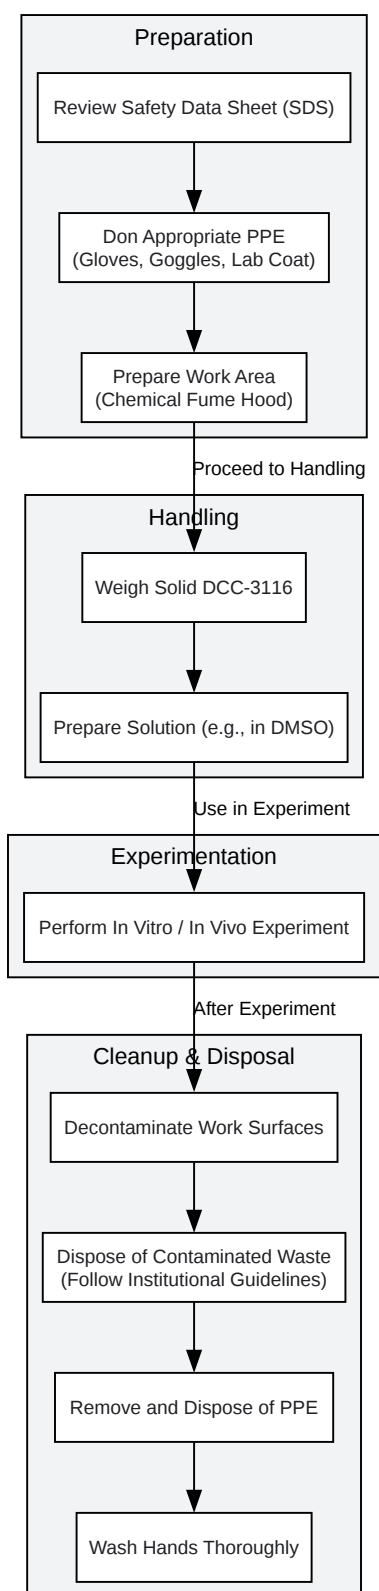 Preparation
Review Safety Data Sheet (SDS)
Don Appropriate PPE
(Gloves, Goggles, Lab Coat)
Prepare Work Area
(Chemical Fume Hood)
Proceed to Handling
Handling
Weigh Solid DCC-3116
Prepare Solution (e.g., in DMSO)
Use in Experiment
Experimentation
Perform In Vitro / In Vivo Experiment
After Experiment
Cleanup & Disposal
Decontaminate Work Surfaces
Dispose of Contaminated Waste
(Follow Institutional Guidelines)
Remove and Dispose of PPE
Wash Hands Thoroughly